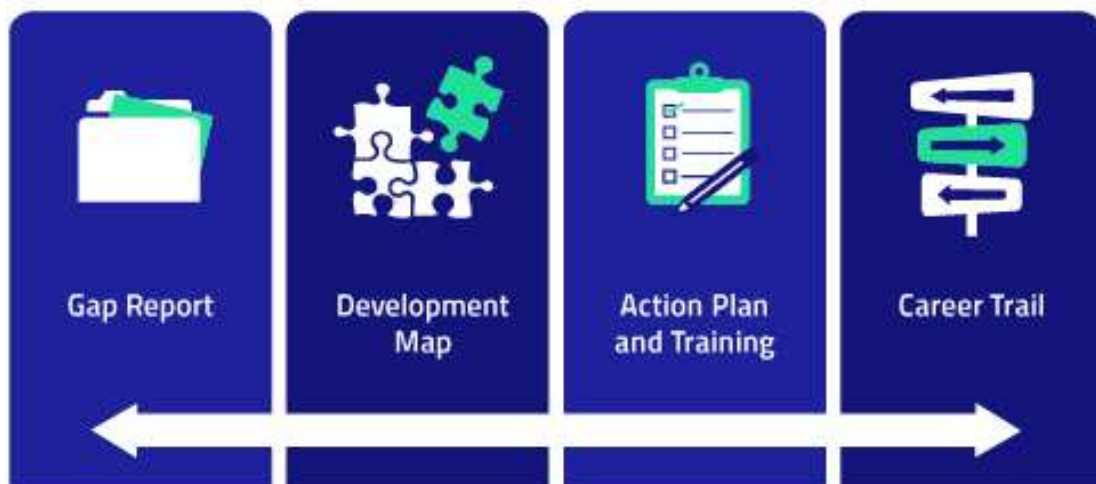 Gap Report
Development
Map
Action Plan
and Training
Career Trail